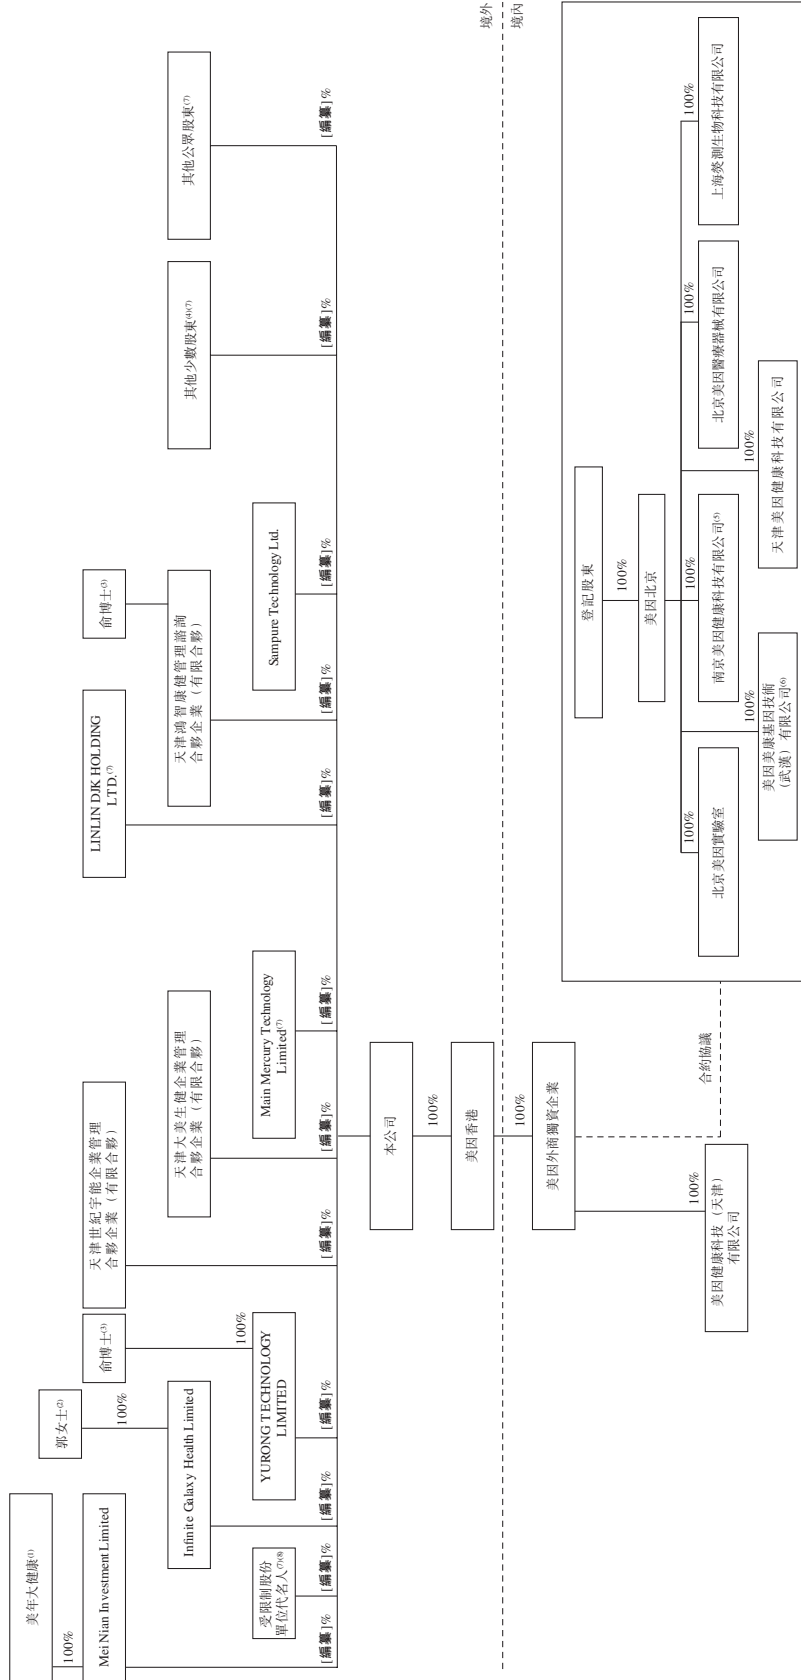 美年大健康(1)
100%
Mei Nian Investment Limited
[編纂]%
受限制股份
單位代名人(7)(8)
[編纂]%
郭女士(2)
100%
Infinite Galaxy Health Limited
[編纂]%
俞博士(3)
100%
YURONG TECHNOLOGY
LIMITED
[編纂]%
天津世紀宇能企業管理
合夥企業（有限合夥）
[編纂]%
天津大美生健企業管理
合夥企業（有限合夥）
[編纂]%
Main Mercury Technology
Limited(7)
[編纂]%
LINLIN DJK HOLDING
LTD.(7)
[編纂]%
俞博士(3)
天津鴻智康健管理諮詢
合夥企業（有限合夥）
[編纂]%
Sampure Technology Ltd.
[編纂]%
其他少數股東(4)(7)
[編纂]%
其他公眾股東(7)
[編纂]%
本公司
100%
美因香港
境外
境內
100%
美因外商獨資企業
100%
美因健康科技（天津）
有限公司
合約協議
登記股東
100%
美因北京
100%
北京美因實驗室
100%
美因美康基因技術
（武漢）有限公司(6)
100%
南京美因健康科技有限公司(5)
100%
天津美因健康科技有限公司
100%
北京美因醫療器械有限公司
100%
上海熒測生物科技有限公司